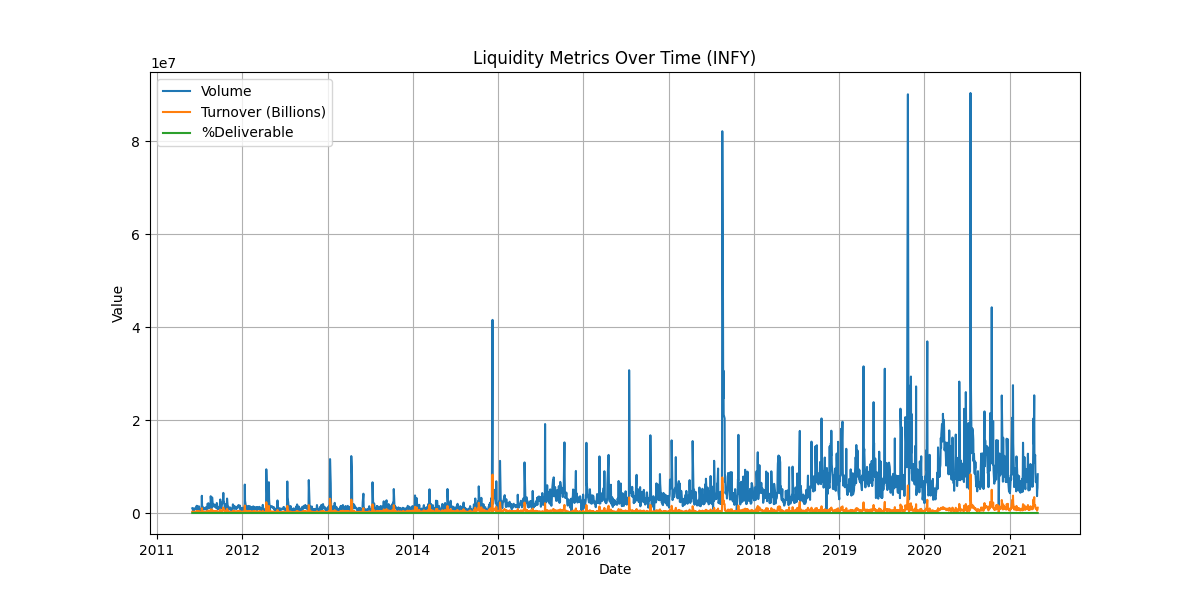 Liquidity Metrics Over Time (INFY)
1e7
Volume
Turnover (Billions)
%Deliverable
8
6
4
2
0
Value
2011 2012 2013 2014 2015 2016 2017 2018 2019 2020 2021
Date